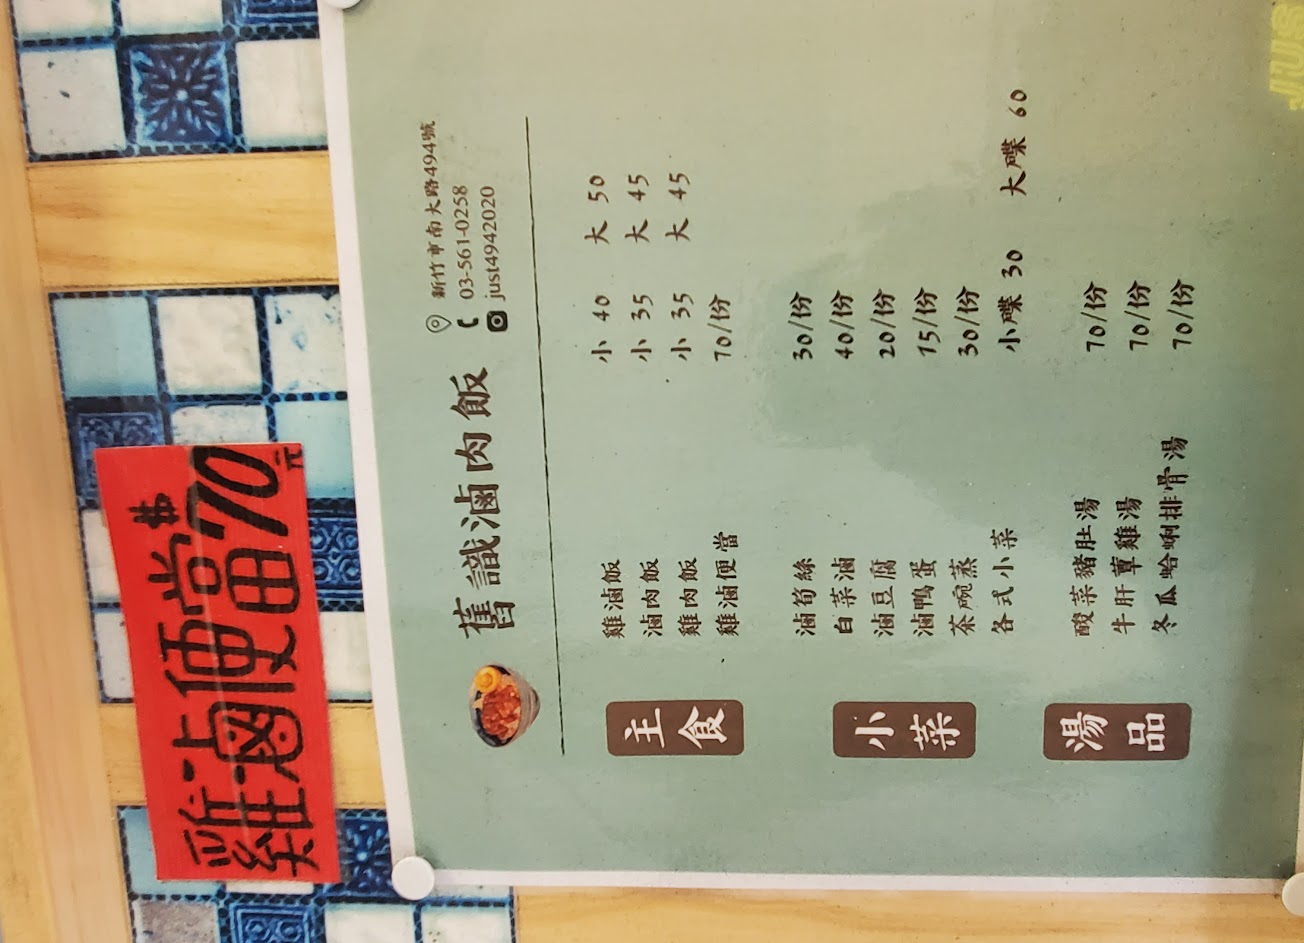 雞滷便當$70元
舊識滷肉飯
新竹市南大路494號
03-561-0258
just4942020
主食
雞滷飯 小 40 大 50
滷肉飯 小 35 大 45
雞肉飯 小 35 大 45
雞滷便當 70/份
小菜
滷筍絲 30/份
白菜滷 40/份
滷豆腐 20/份
滷鴨蛋 15/份
茶碗蒸 30/份
各式小菜 小碟 30 大碟 60
湯品
酸菜豬肚湯 70/份
牛肝蕈雞湯 70/份
冬瓜蛤蜊排骨湯 70/份
JUS